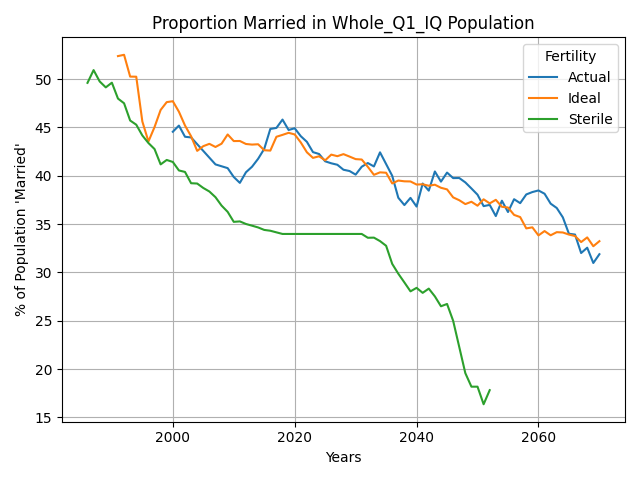 Proportion Married in Whole_Q1_IQ Population
Fertility
Actual
Ideal
Sterile
% of Population 'Married'
50
45
40
35
30
25
20
15
2000
2020
2040
2060
Years